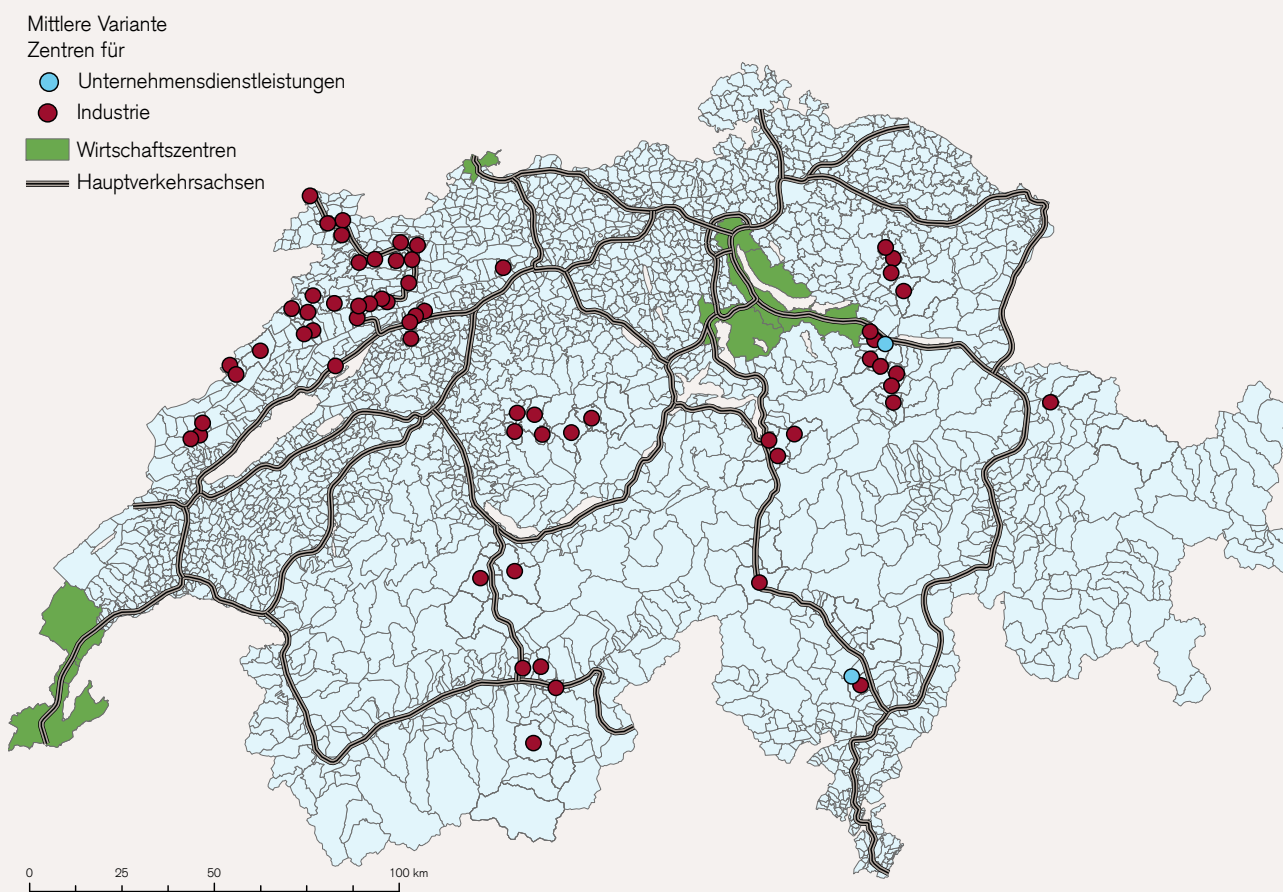 Mittlere Variante
Zentren für
Unternehmensdienstleistungen
Industrie
Wirtschaftszentren
Hauptverkehrsachsen
0 25 50 100 km